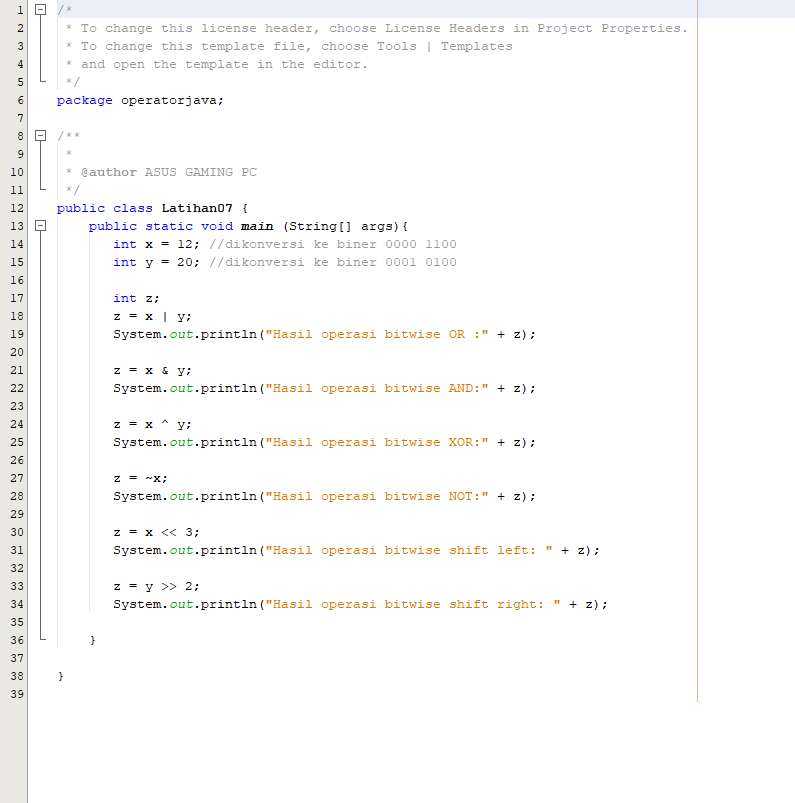 1 /*
2  * To change this license header, choose License Headers in Project Properties.
3  * To change this template file, choose Tools | Templates
4  * and open the template in the editor.
5  */
6 package operatorjava;
7
8 /**
9  *
10  * @author ASUS GAMING PC
11  */
12 public class Latihan07 {
13     public static void main (String[] args){
14        int x = 12; //dikonversi ke biner 0000 1100
15        int y = 20; //dikonversi ke biner 0001 0100
16
17        int z;
18        z = x | y;
19        System.out.println("Hasil operasi bitwise OR :" + z);
20
21        z = x & y;
22        System.out.println("Hasil operasi bitwise AND:" + z);
23
24        z = x ^ y;
25        System.out.println("Hasil operasi bitwise XOR:" + z);
26
27        z = ~x;
28        System.out.println("Hasil operasi bitwise NOT:" + z);
29
30        z = x << 3;
31        System.out.println("Hasil operasi bitwise shift left: " + z);
32
33        z = y >> 2;
34        System.out.println("Hasil operasi bitwise shift right: " + z);
35
36     }
37
38 }
39